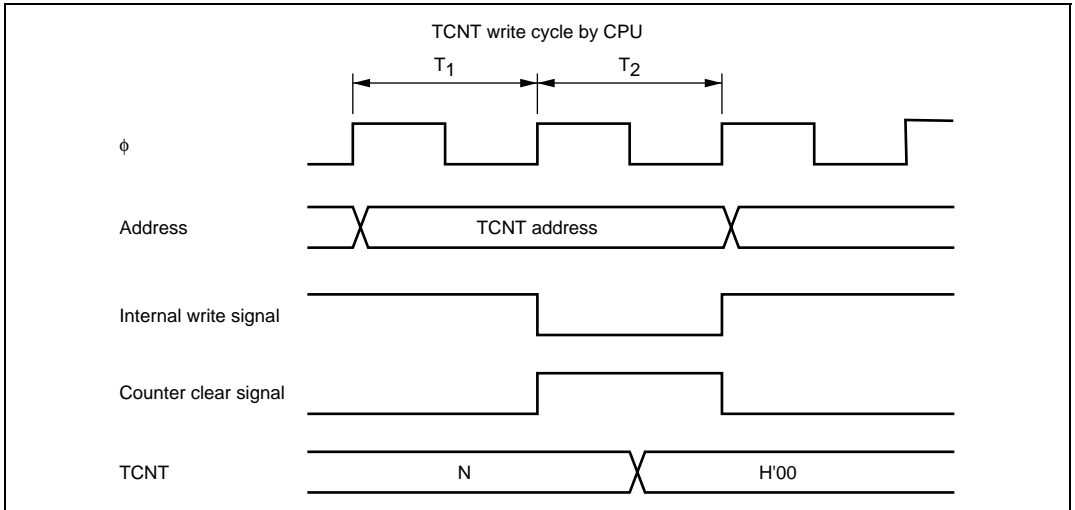 TCNT write cycle by CPU
T1 T2
φ
Address TCNT address
Internal write signal
Counter clear signal
TCNT N H'00